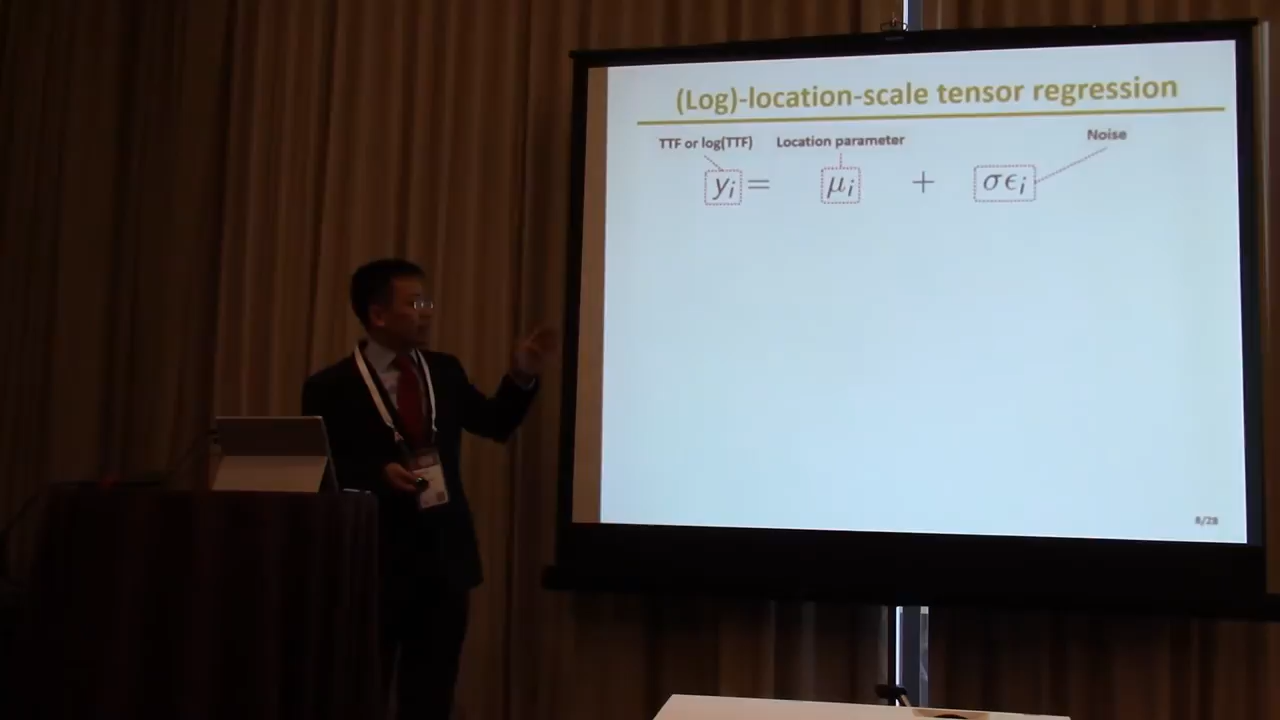 (Log)-location-scale tensor regression
TTF or log(TTF) Location parameter Noise
yᵢ = μᵢ + σϵᵢ
8/28